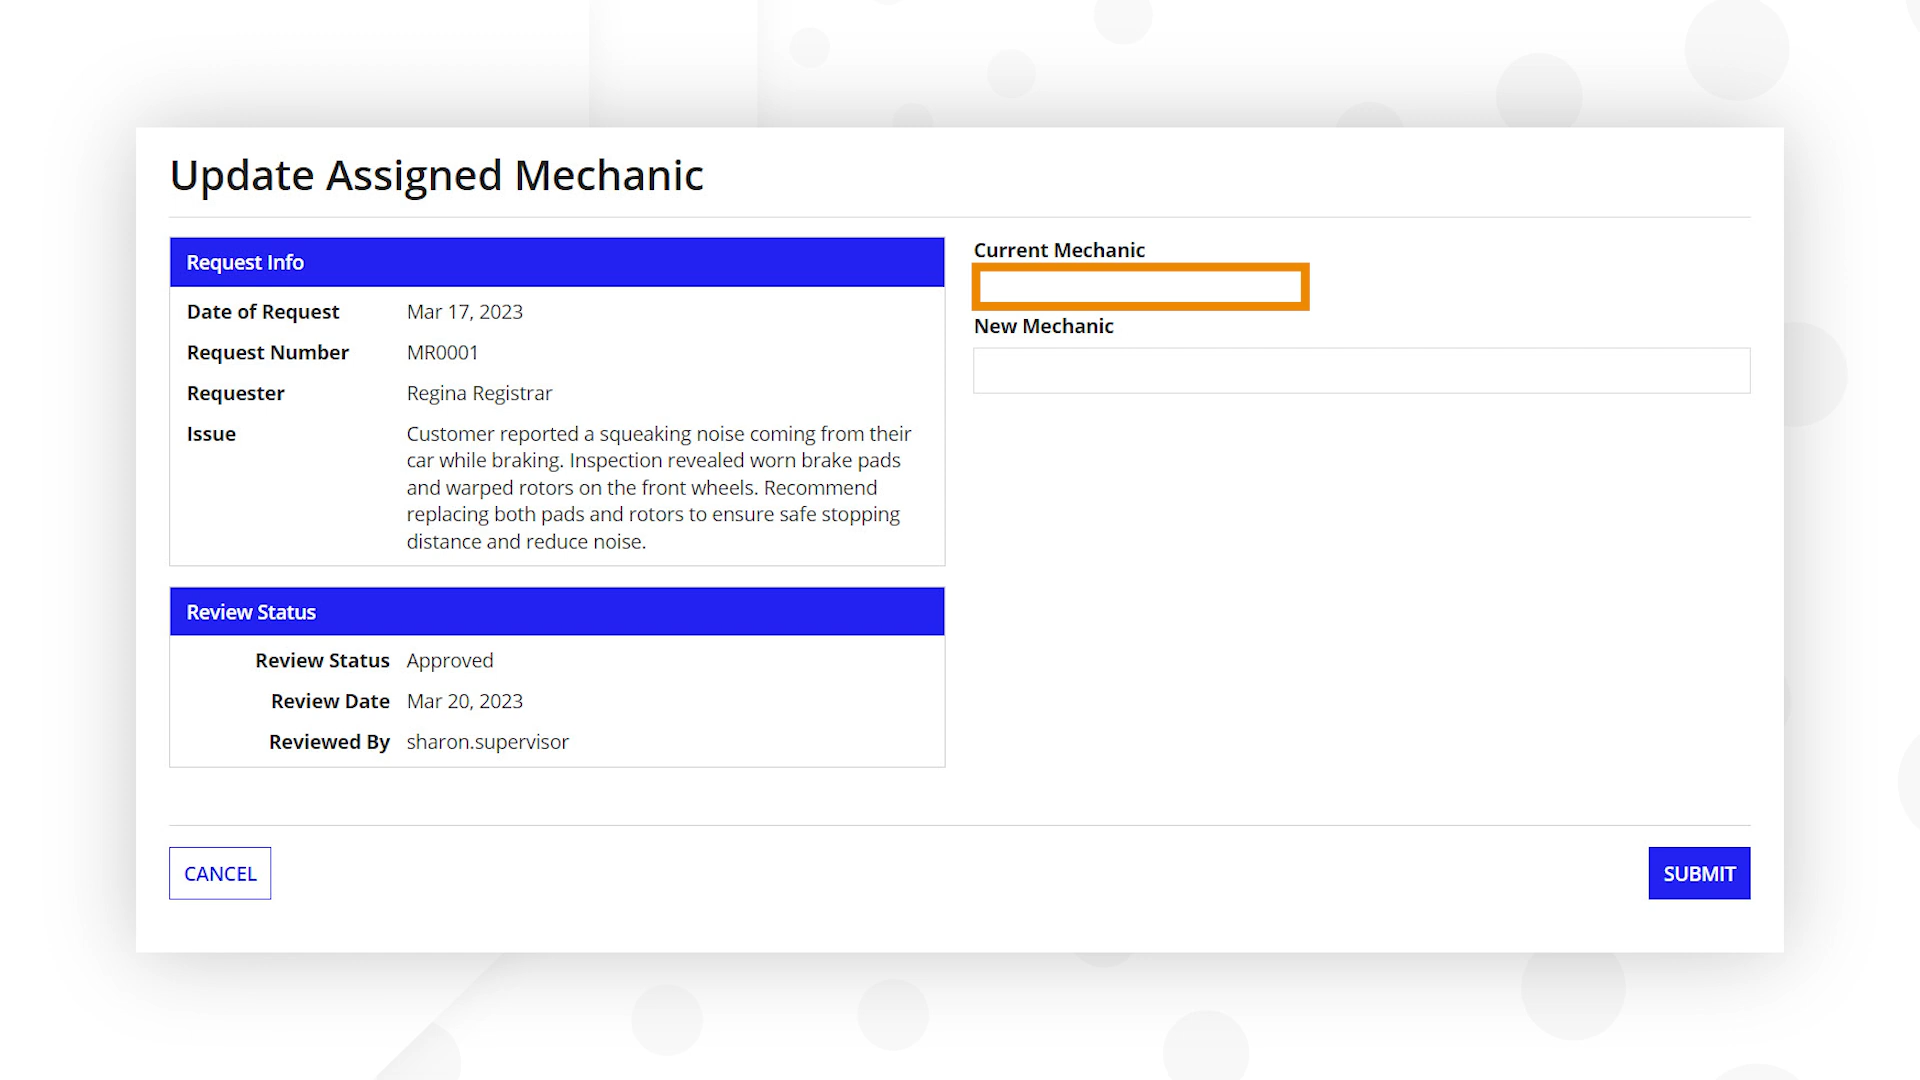 Update Assigned Mechanic
Request Info
Date of Request Mar 17, 2023
Request Number MR0001
Requester Regina Registrar
Issue Customer reported a squeaking noise coming from their
car while braking. Inspection revealed worn brake pads
and warped rotors on the front wheels. Recommend
replacing both pads and rotors to ensure safe stopping
distance and reduce noise.
Review Status
Review Status Approved
Review Date Mar 20, 2023
Reviewed By sharon.supervisor
Current Mechanic
New Mechanic
CANCEL
SUBMIT